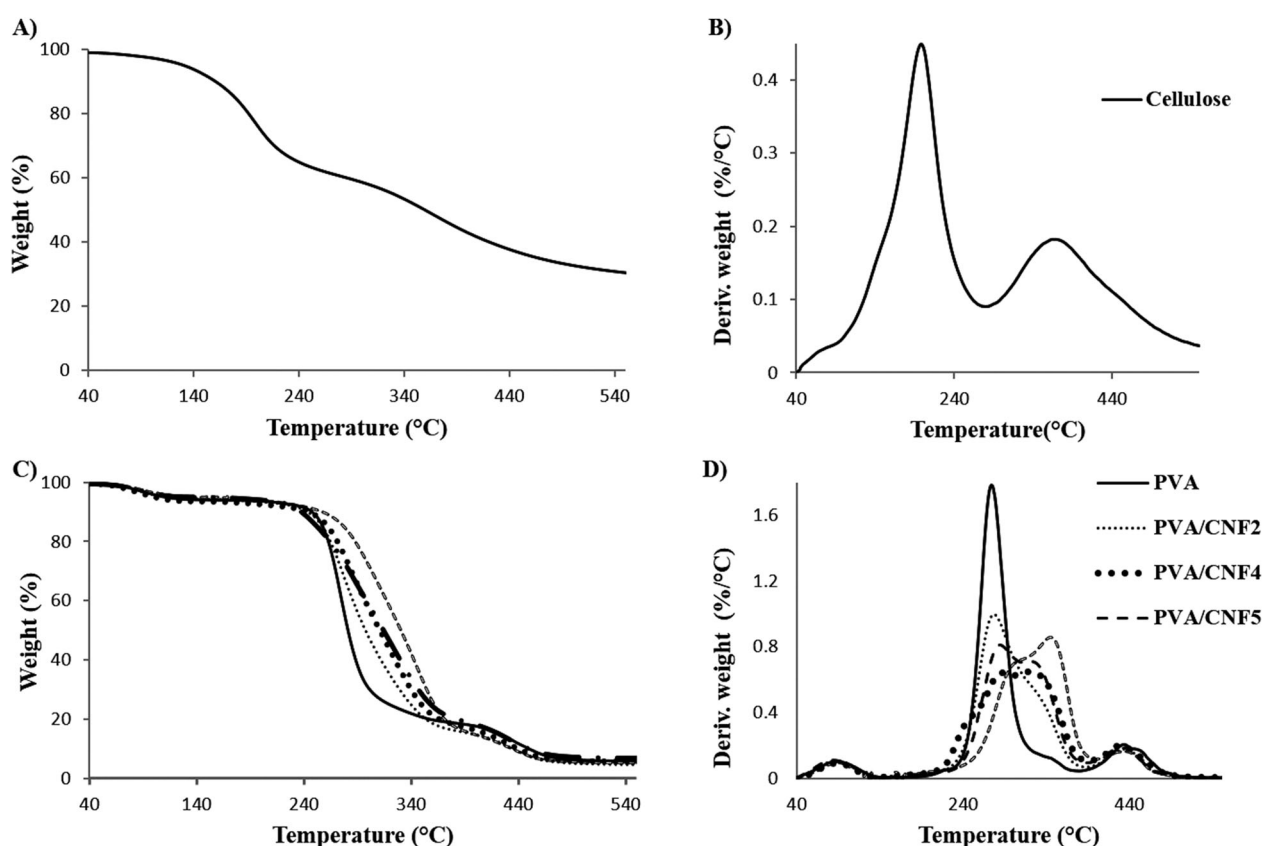 A)
Weight (%)
100
80
60
40
20
0
40 140 240 340 440 540
Temperature (°C)
B)
Deriv. weight (%/°C)
0.4
0.3
0.2
0.1
0
40 240 440
Temperature(°C)
Cellulose
C)
Weight (%)
100
80
60
40
20
0
40 140 240 340 440 540
Temperature (°C)
D)
Deriv. weight (%/°C)
1.6
1.2
0.8
0.4
0
40 240 440
Temperature (°C)
PVA
PVA/CNF2
PVA/CNF4
PVA/CNF5